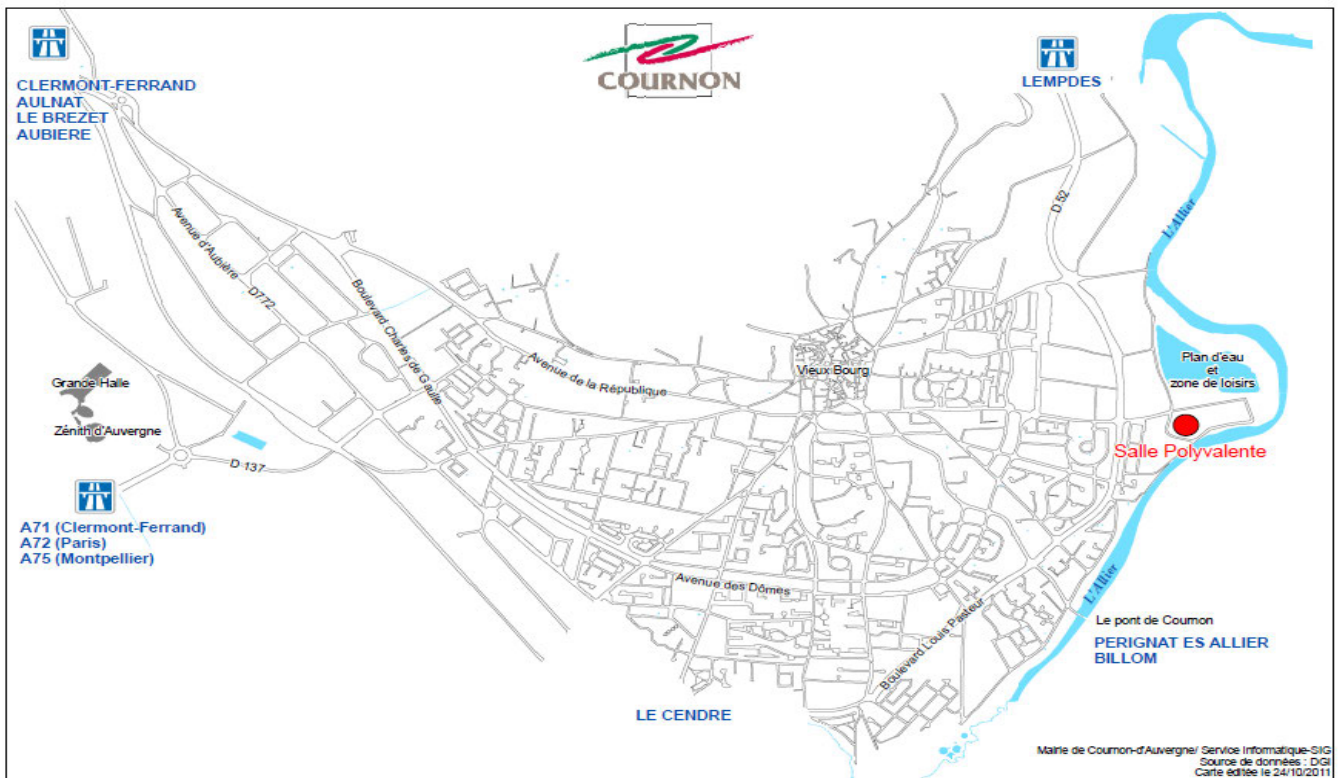 COURNON
CLERMONT-FERRAND
AULNAT
LE BREZET
AUBIERE
LEMPDES
D 52
L'Allier
Avenue d'Aubière
D772
Boulevard Charles de Gaulle
Avenue de la République
Vieux Bourg
Plan d'eau
et
zone de loisirs
Grande Halle
Zénith d'Auvergne
D 137
Salle Polyvalente
A71 (Clermont-Ferrand)
A72 (Paris)
A75 (Montpellier)
Avenue des Dômes
L'Allier
Boulevard Louis Pasteur
Le pont de Cournon
PERIGNAT ES ALLIER
BILLOM
LE CENDRE
Mairie de Cournon-d'Auvergne/ Service Informatique-SIG
Source de données : DGI
Carte éditée le 24/10/2011